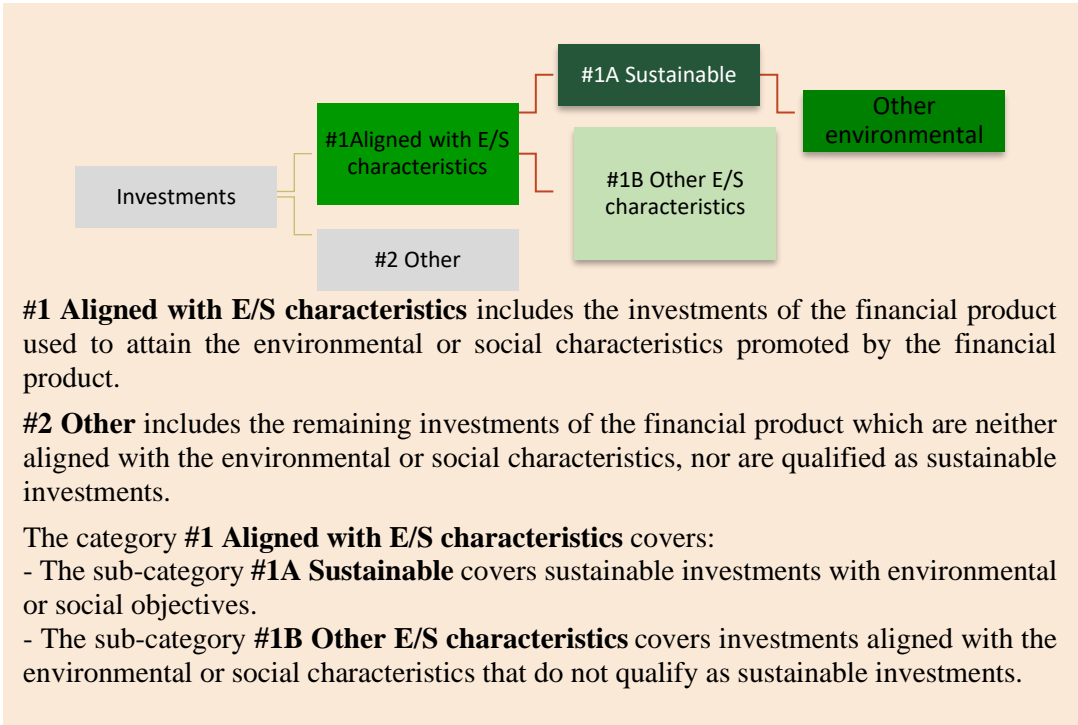 #1A Sustainable
Other
environmental
#1Aligned with E/S
characteristics
#1B Other E/S
characteristics
Investments
#2 Other
#1 Aligned with E/S characteristics includes the investments of the financial product
used to attain the environmental or social characteristics promoted by the financial
product.
#2 Other includes the remaining investments of the financial product which are neither
aligned with the environmental or social characteristics, nor are qualified as sustainable
investments.
The category #1 Aligned with E/S characteristics covers:
- The sub-category #1A Sustainable covers sustainable investments with environmental
or social objectives.
- The sub-category #1B Other E/S characteristics covers investments aligned with the
environmental or social characteristics that do not qualify as sustainable investments.